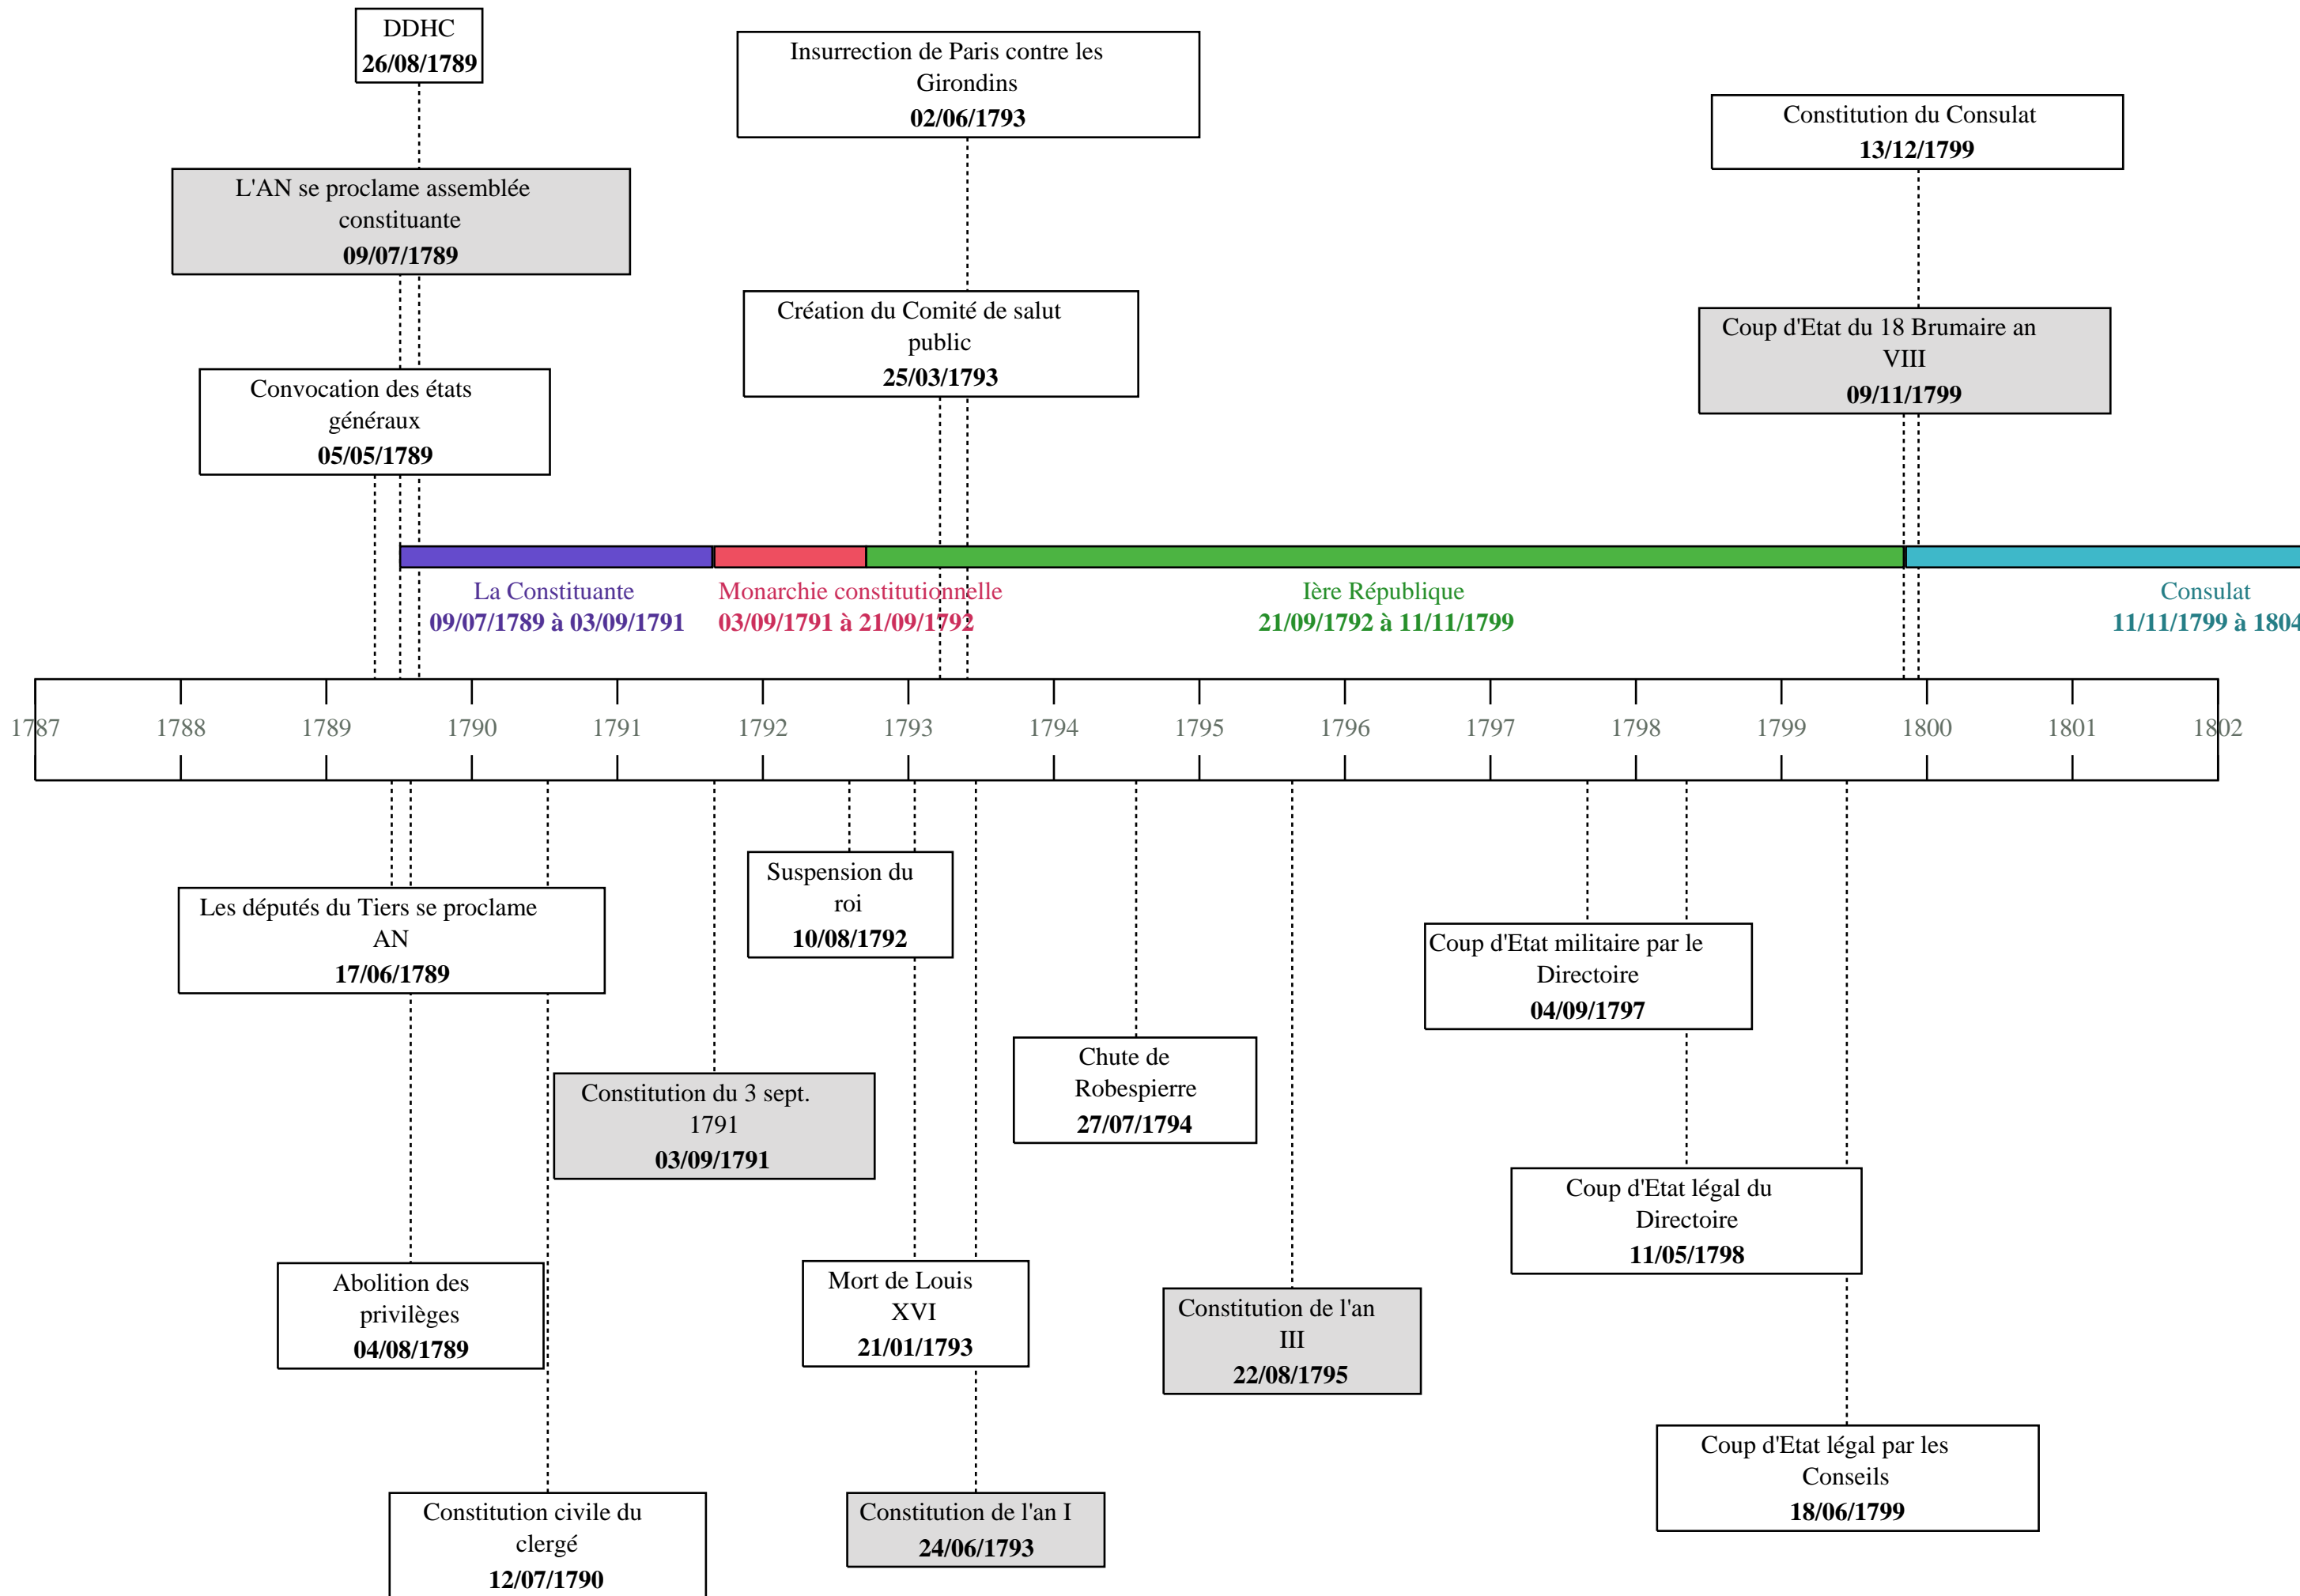 DDHC
26/08/1789
Insurrection de Paris contre les
Girondins
02/06/1793
Constitution du Consulat
13/12/1799
L'AN se proclame assemblée
constituante
09/07/1789
Création du Comité de salut
public
25/03/1793
Coup d'Etat du 18 Brumaire an
VIII
09/11/1799
Convocation des états
généraux
05/05/1789
La Constituante
09/07/1789 à 03/09/1791
Monarchie constitutionnelle
03/09/1791 à 21/09/1792
Ière République
21/09/1792 à 11/11/1799
Consulat
11/11/1799 à 1804
1787 1788 1789 1790 1791 1792 1793 1794 1795 1796 1797 1798 1799 1800 1801 1802
Suspension du
roi
10/08/1792
Les députés du Tiers se proclame
AN
17/06/1789
Coup d'Etat militaire par le
Directoire
04/09/1797
Chute de
Robespierre
27/07/1794
Constitution du 3 sept.
1791
03/09/1791
Coup d'Etat légal du
Directoire
11/05/1798
Abolition des
privilèges
04/08/1789
Mort de Louis
XVI
21/01/1793
Constitution de l'an
III
22/08/1795
Coup d'Etat légal par les
Conseils
18/06/1799
Constitution civile du
clergé
12/07/1790
Constitution de l'an I
24/06/1793